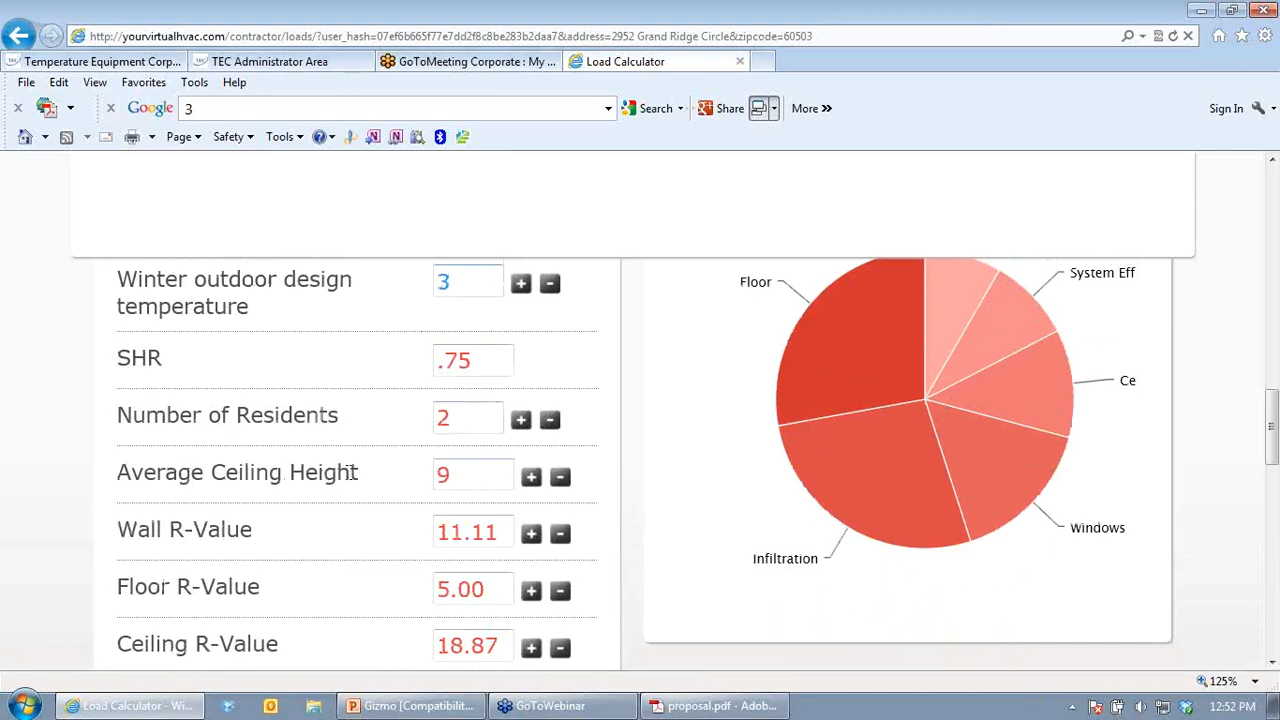 http://yourvirtualhvac.com/contractor/loads/?user_hash=07ef6b665f77e7dd2f8c8be283b2daa7&address=2952 Grand Ridge Circle&zipcode=60503
Temperature Equipment Corp... TEC Administrator Area GoToMeeting Corporate : My ... Load Calculator
File Edit View Favorites Tools Help
Google 3 Search Share More » Sign In
Page Safety Tools
Winter outdoor design temperature 3
SHR .75
Number of Residents 2
Average Ceiling Height 9
Wall R-Value 11.11
Floor R-Value 5.00
Ceiling R-Value 18.87
Floor
System Eff
Ce
Windows
Infiltration
125%
Load Calculator - Wi... Gizmo [Compatibilit... GoToWebinar proposal.pdf - Adob... 12:52 PM